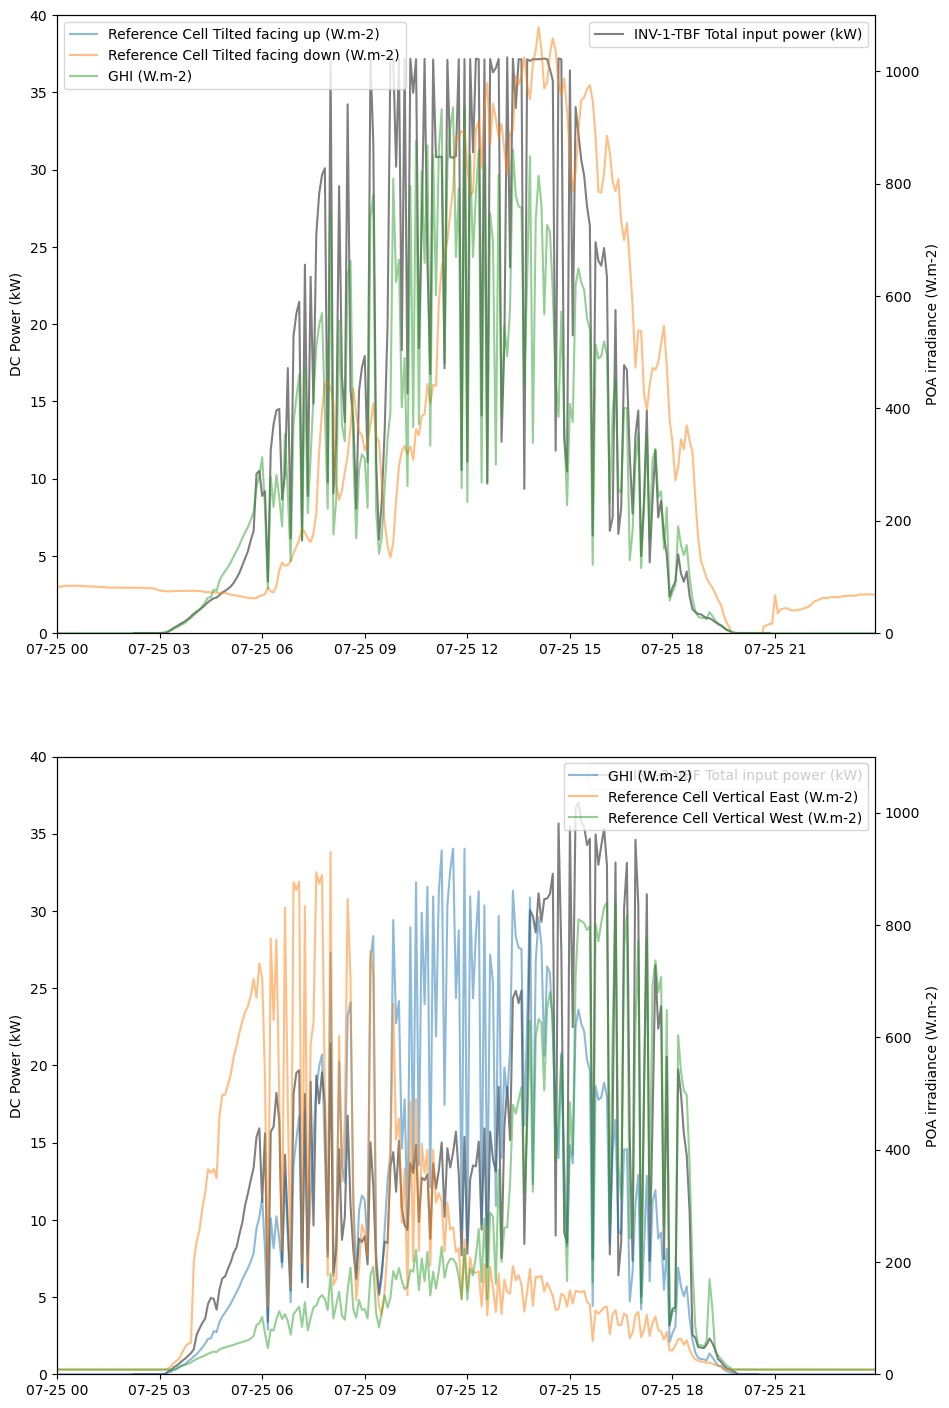 Reference Cell Tilted facing up (W.m-2)
Reference Cell Tilted facing down (W.m-2)
GHI (W.m-2)
INV-1-TBF Total input power (kW)
40
35
30
25
20
15
10
5
0
DC Power (kW)
1000
800
600
400
200
0
POA irradiance (W.m-2)
07-25 00 07-25 03 07-25 06 07-25 09 07-25 12 07-25 15 07-25 18 07-25 21
GHI (W.m-2)
Total input power (kW)
Reference Cell Vertical East (W.m-2)
Reference Cell Vertical West (W.m-2)
40
35
30
25
20
15
10
5
0
DC Power (kW)
1000
800
600
400
200
0
POA irradiance (W.m-2)
07-25 00 07-25 03 07-25 06 07-25 09 07-25 12 07-25 15 07-25 18 07-25 21